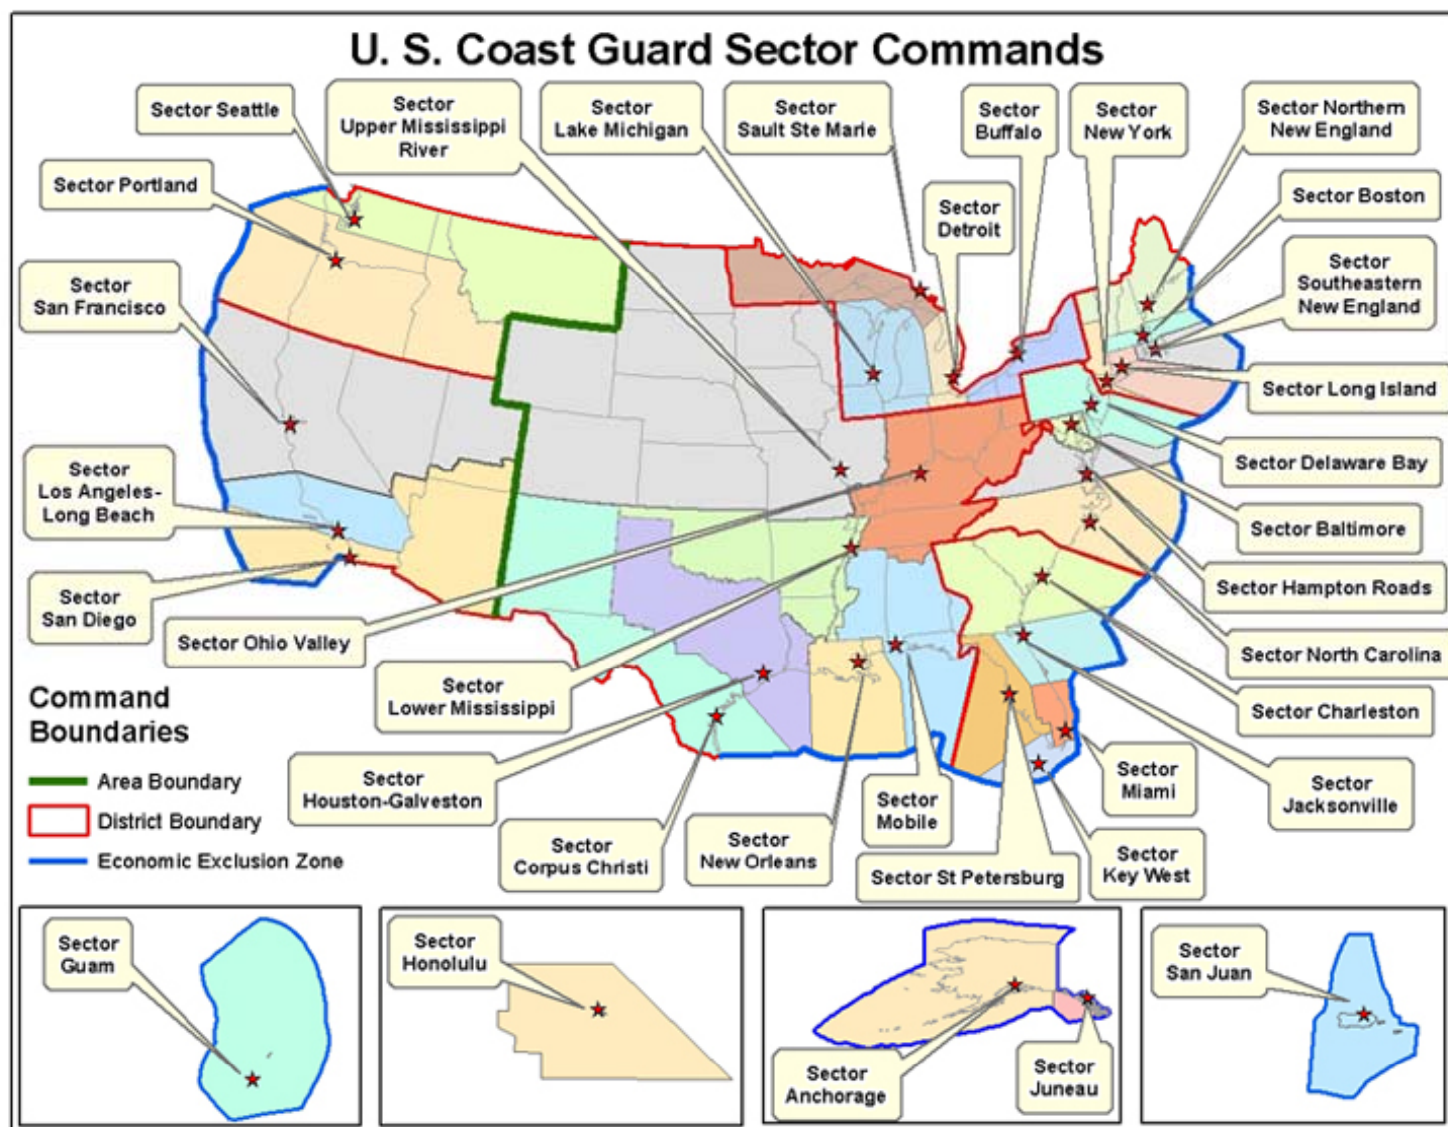 U. S. Coast Guard Sector Commands
Sector Seattle
Sector
Upper Mississippi
River
Sector
Lake Michigan
Sector
Sault Ste Marie
Sector
Buffalo
Sector
New York
Sector Northern
New England
Sector Portland
Sector
Detroit
Sector Boston
Sector
San Francisco
Sector
Southeastern
New England
Sector Long Island
Sector
Los Angeles-
Long Beach
Sector Delaware Bay
Sector Baltimore
Sector
San Diego
Sector Hampton Roads
Sector Ohio Valley
Sector North Carolina
Sector
Lower Mississippi
Sector Charleston
Command
Boundaries
Area Boundary
District Boundary
Economic Exclusion Zone
Sector
Houston-Galveston
Sector
Corpus Christi
Sector
New Orleans
Sector
Mobile
Sector St Petersburg
Sector
Miami
Sector
Key West
Sector
Jacksonville
Sector
Guam
Sector
Honolulu
Sector
Anchorage
Sector
Juneau
Sector
San Juan